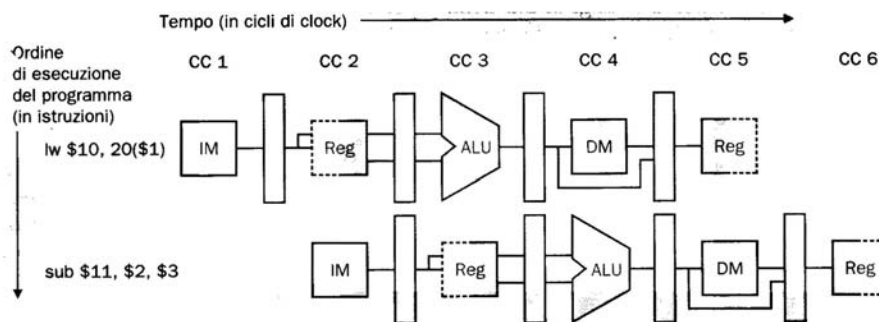 Tempo (in cicli di clock)
Ordine
di esecuzione
del programma
(in istruzioni)
CC 1 CC 2 CC 3 CC 4 CC 5 CC 6
lw $10, 20($1)
IM Reg ALU DM Reg
sub $11, $2, $3
IM Reg ALU DM Reg